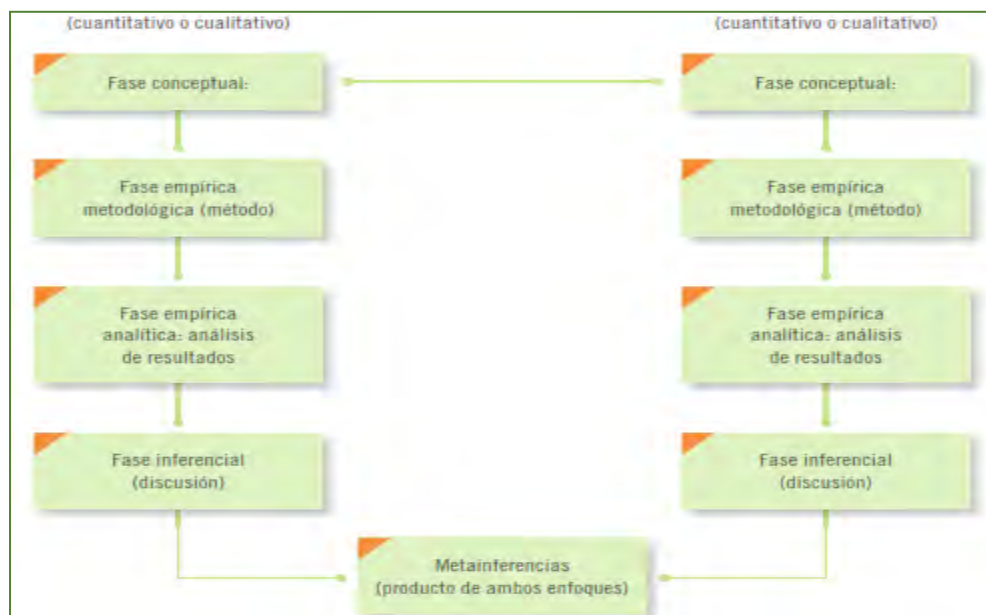 (cuantitativo o cualitativo)
Fase conceptual:
Fase empírica
metodológica (método)
Fase empírica
analítica: análisis
de resultados
Fase inferencial
(discusión)
(cuantitativo o cualitativo)
Fase conceptual:
Fase empírica
metodológica (método)
Fase empírica
analítica: análisis
de resultados
Fase inferencial
(discusión)
Metainferencias
(producto de ambos enfoques)